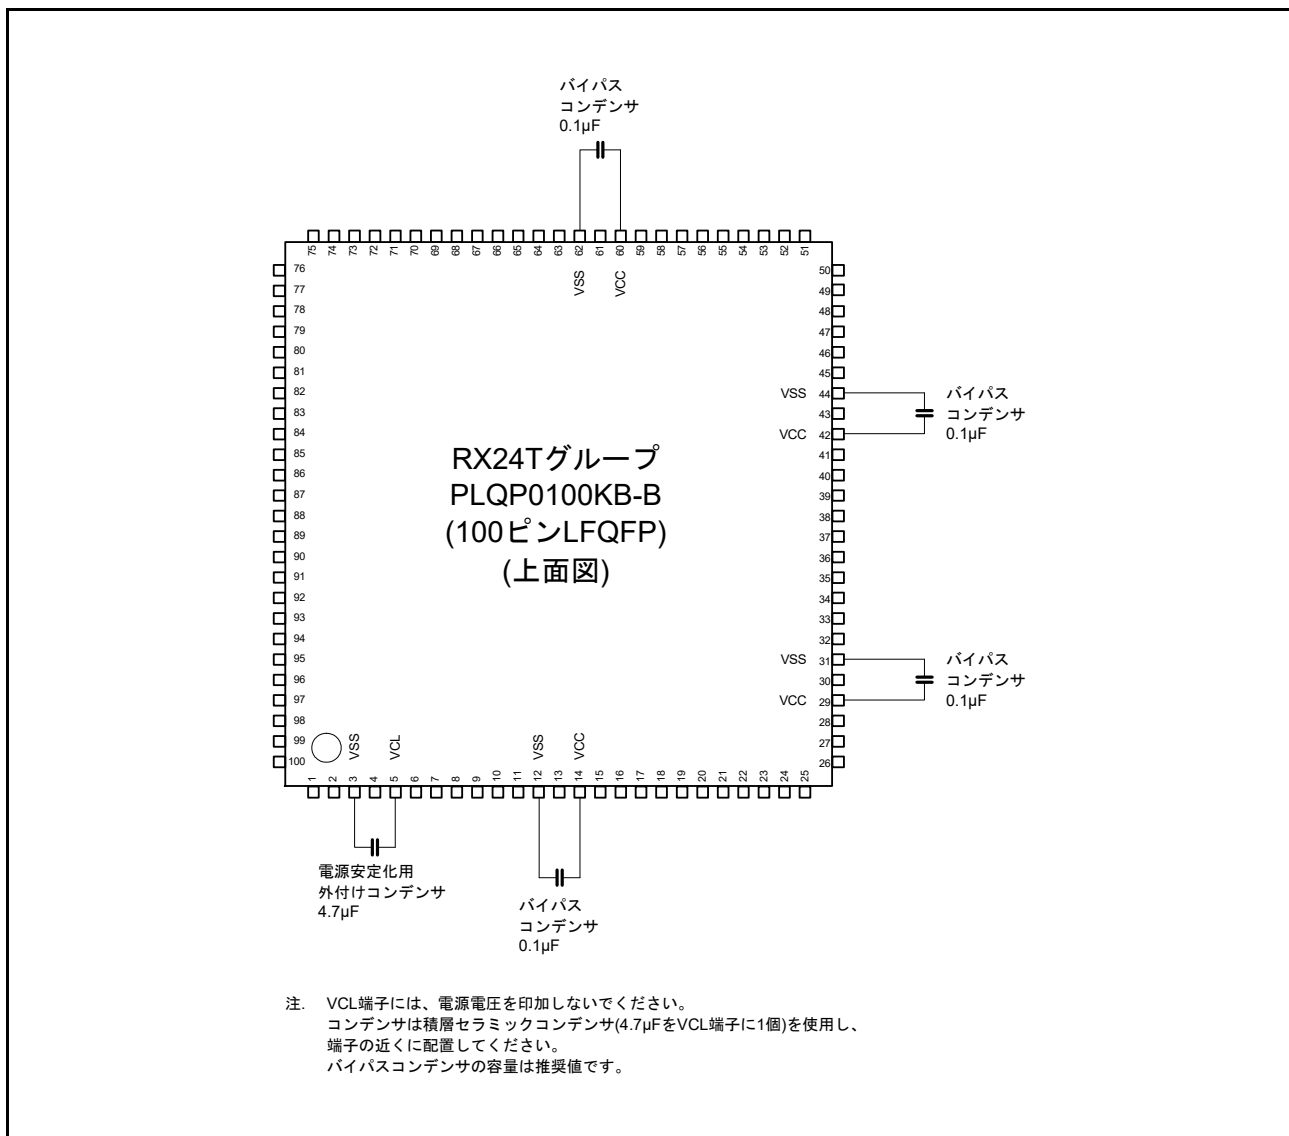 バイパス
コンデンサ
0.1µF
75 74 73 72 71 70 69 68 67 66 65 64 63 62 61 60 59 58 57 56 55 54 53 52 51
VSS VCC
76
77
78
79
80
81
82
83
84
85
86
87
88
89
90
91
92
93
94
95
96
97
98
99
100
50
49
48
47
46
45
VSS 44
43
VCC 42
41
40
39
38
37
36
35
34
33
32
VSS 31
30
VCC 29
28
27
26
バイパス
コンデンサ
0.1µF
RX24Tグループ
PLQP0100KB-B
(100ピンLFQFP)
(上面図)
バイパス
コンデンサ
0.1µF
VSS VCL VSS VCC
1 2 3 4 5 6 7 8 9 10 11 12 13 14 15 16 17 18 19 20 21 22 23 24 25
電源安定化用
外付けコンデンサ
4.7µF
バイパス
コンデンサ
0.1µF
注. VCL端子には、電源電圧を印加しないでください。
コンデンサは積層セラミックコンデンサ(4.7µFをVCL端子に1個)を使用し、
端子の近くに配置してください。
バイパスコンデンサの容量は推奨値です。